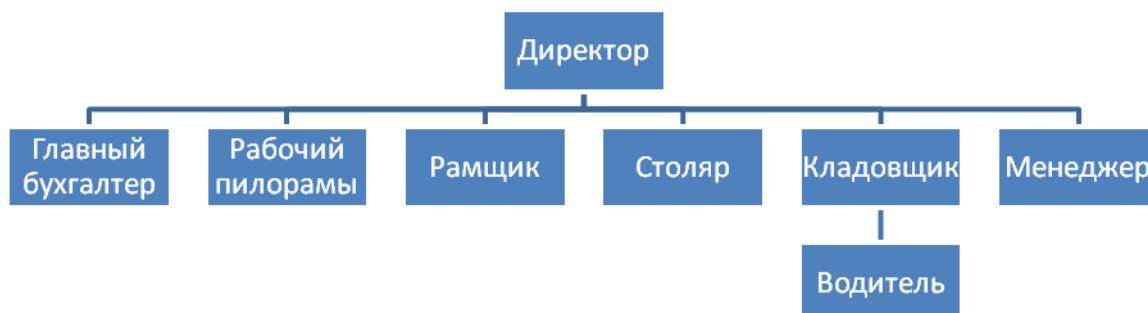 Директор
Главный
бухгалтер
Рабочий
пилорамы
Рамщик
Столяр
Кладовщик
Менеджер
Водитель